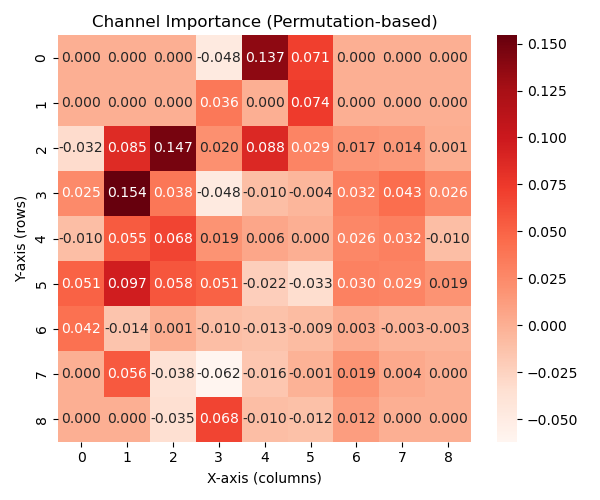 Channel Importance (Permutation-based)
0 0.000 0.000 0.000 -0.048 0.137 0.071 0.000 0.000 0.000
1 0.000 0.000 0.000 0.036 0.000 0.074 0.000 0.000 0.000
2 -0.032 0.085 0.147 0.020 0.088 0.029 0.017 0.014 0.001
3 0.025 0.154 0.038 -0.048 -0.010 -0.004 0.032 0.043 0.026
4 -0.010 0.055 0.068 0.019 0.006 0.000 0.026 0.032 -0.010
5 0.051 0.097 0.058 0.051 -0.022 -0.033 0.030 0.029 0.019
6 0.042 -0.014 0.001 -0.010 -0.013 -0.009 0.003 -0.003 -0.003
7 0.000 0.056 -0.038 -0.062 -0.016 -0.001 0.019 0.004 0.000
8 0.000 0.000 -0.035 0.068 -0.010 -0.012 0.012 0.000 0.000
0 1 2 3 4 5 6 7 8
X-axis (columns)
Y-axis (rows)
0.150
0.125
0.100
0.075
0.050
0.025
0.000
−0.025
−0.050